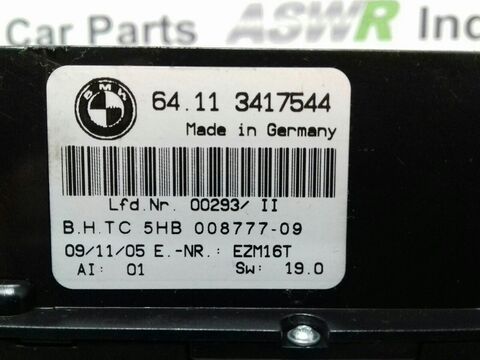 Car Parts ASWR Ind
BMW
64.11 3417544
Made in Germany
Lfd.Nr. 00293/ II
B.H.TC 5HB 008777-09
09/11/05 E.-NR.: EZM16T
AI: 01 SW: 19.0